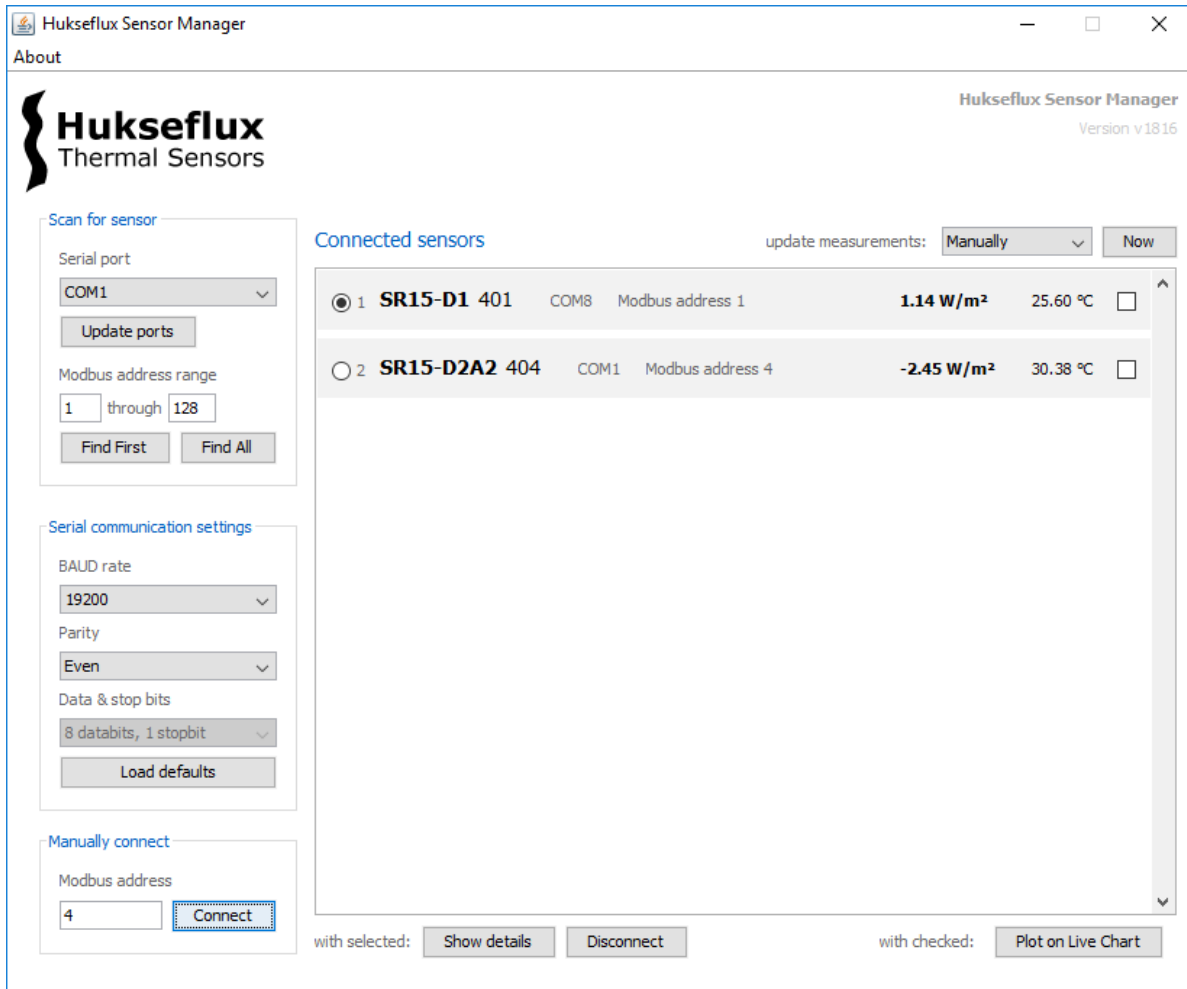 Hukseflux Sensor Manager
About
Hukseflux Sensor Manager
Version v1816
Hukseflux
Thermal Sensors
Scan for sensor
Serial port
COM1
Update ports
Modbus address range
1 through 128
Find First Find All
Serial communication settings
BAUD rate
19200
Parity
Even
Data & stop bits
8 databits, 1 stopbit
Load defaults
Manually connect
Modbus address
4 Connect
Connected sensors update measurements: Manually Now
1 SR15-D1 401 COM8 Modbus address 1 1.14 W/m² 25.60 ºC
2 SR15-D2A2 404 COM1 Modbus address 4 -2.45 W/m² 30.38 ºC
with selected: Show details Disconnect with checked: Plot on Live Chart